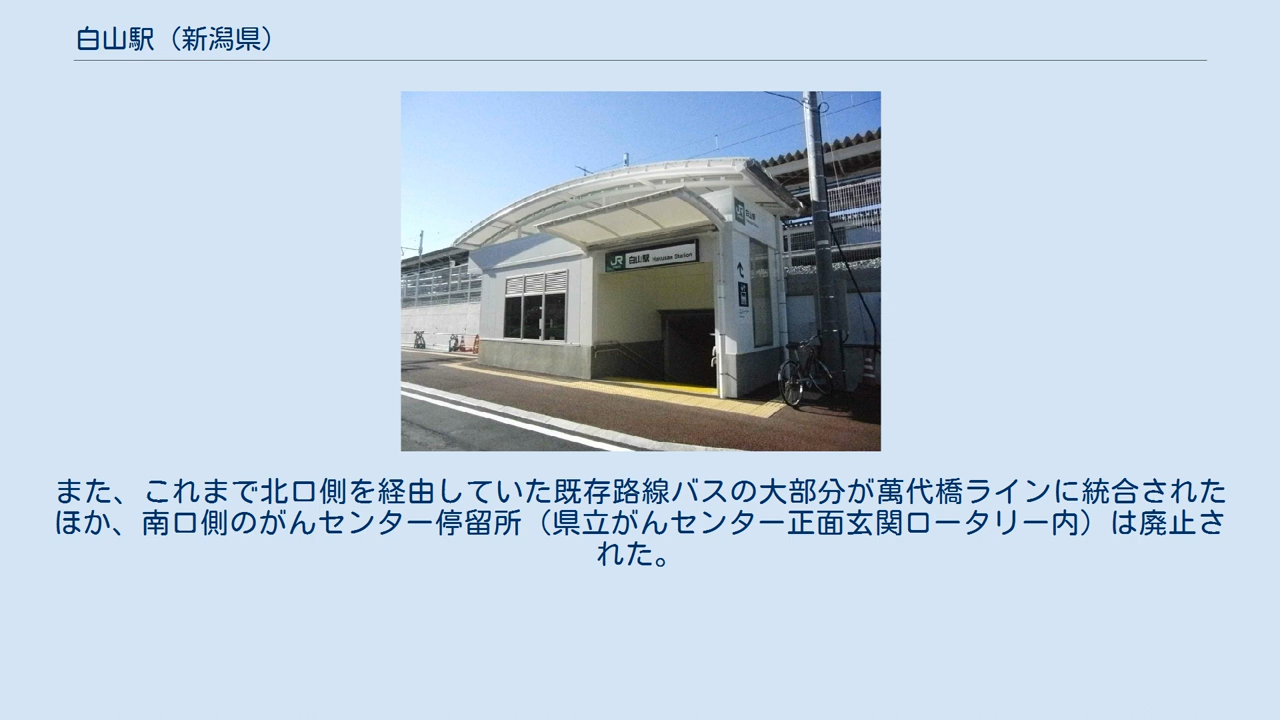 白山駅（新潟県）
JR 白山駅 Hakusan Station
JR 白山駅
また、これまで北口側を経由していた既存路線バスの大部分が萬代橋ラインに統合された
ほか、南口側のがんセンター停留所（県立がんセンター正面玄関ロータリー内）は廃止さ
れた。